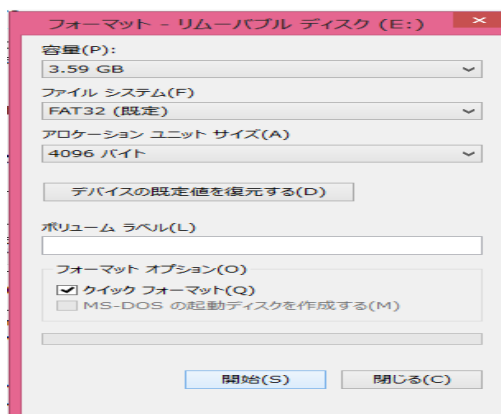 フォーマット - リムーバブル ディスク (E:)
容量(P):
3.59 GB
ファイル システム(F)
FAT32 (既定)
アロケーション ユニット サイズ(A)
4096 バイト
デバイスの既定値を復元する(D)
ボリューム ラベル(L)
フォーマット オプション(O)
クイック フォーマット(Q)
MS-DOS の起動ディスクを作成する(M)
開始(S)
閉じる(C)